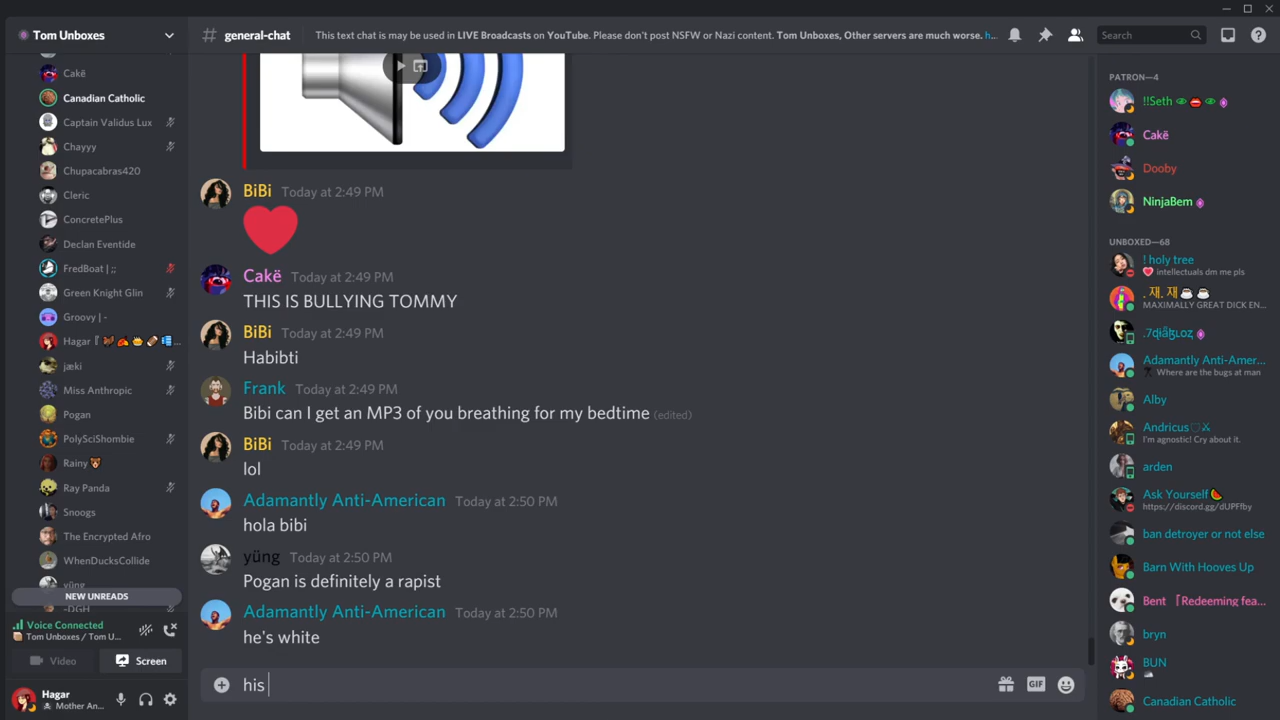 Tom Unboxes
# general-chat
This text chat is may be used in LIVE Broadcasts on YouTube. Please don't post NSFW or Nazi content. Tom Unboxes, Other servers are much worse. h...
Search
Cakë
Canadian Catholic
Captain Validus Lux
Chayyy
Chupacabras420
Cleric
ConcretePlus
Declan Eventide
FredBoat | ;;
Green Knight Glin
Groovy | -
Hagar『 ...
jæki
Miss Anthropic
Pogan
PolySciShombie
Rainy
Ray Panda
Snoogs
The Encrypted Afro
WhenDucksCollide
yüng
NEW UNREADS
~DGH
Voice Connected
Tom Unboxes / Tom U...
Video
Screen
Hagar
Mother An...
BiBi Today at 2:49 PM
Cakë Today at 2:49 PM
THIS IS BULLYING TOMMY
BiBi Today at 2:49 PM
Habibti
Frank Today at 2:49 PM
Bibi can I get an MP3 of you breathing for my bedtime (edited)
BiBi Today at 2:49 PM
lol
Adamantly Anti-American Today at 2:50 PM
hola bibi
yüng Today at 2:50 PM
Pogan is definitely a rapist
Adamantly Anti-American Today at 2:50 PM
he's white
his
GIF
PATRON—4
!!Seth
Cakë
Dooby
NinjaBem
UNBOXED—68
! holy tree
intellectuals dm me pls
. 재. 재
MAXIMALLY GREAT DICK EN...
Adamantly Anti-Amer...
Where are the bugs at man
Alby
Andricus
I'm agnostic! Cry about it.
arden
Ask Yourself
https://discord.gg/dUPFfby
ban detroyer or not else
Barn With Hooves Up
Bent 「Redeeming fea...
bryn
BUN
Canadian Catholic